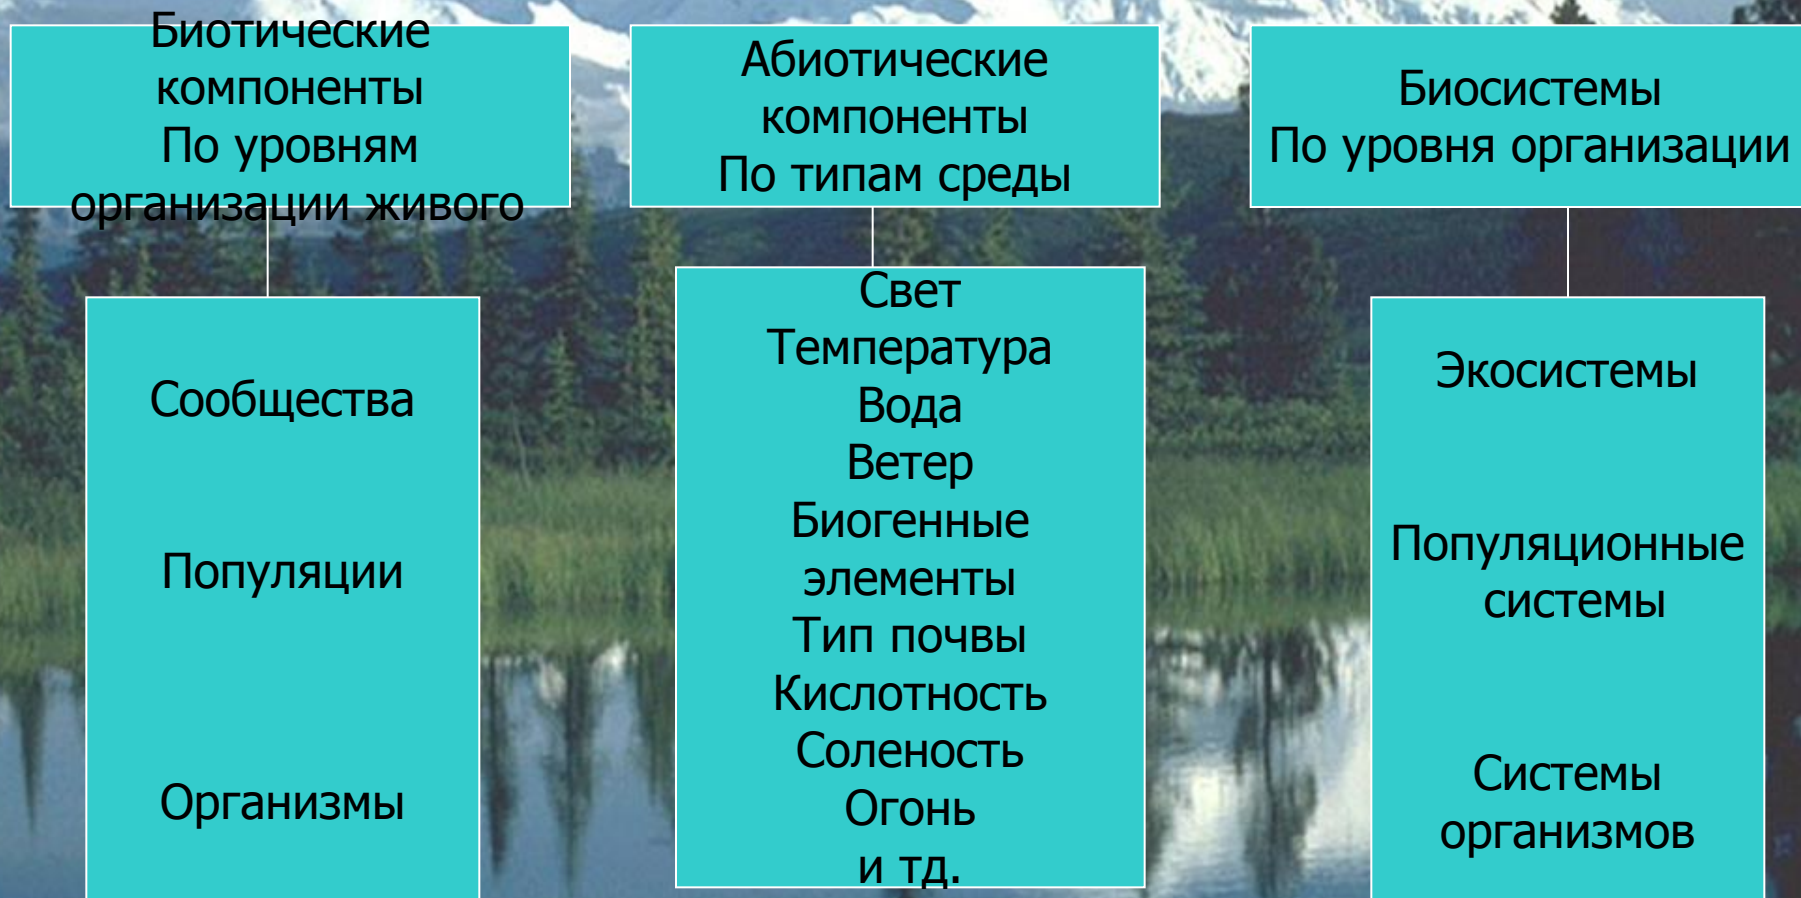 Биотические
компоненты
По уровням
организации живого
Сообщества
Популяции
Организмы
Абиотические
компоненты
По типам среды
Свет
Температура
Вода
Ветер
Биогенные
элементы
Тип почвы
Кислотность
Соленость
Огонь
и тд.
Биосистемы
По уровня организации
Экосистемы
Популяционные
системы
Системы
организмов